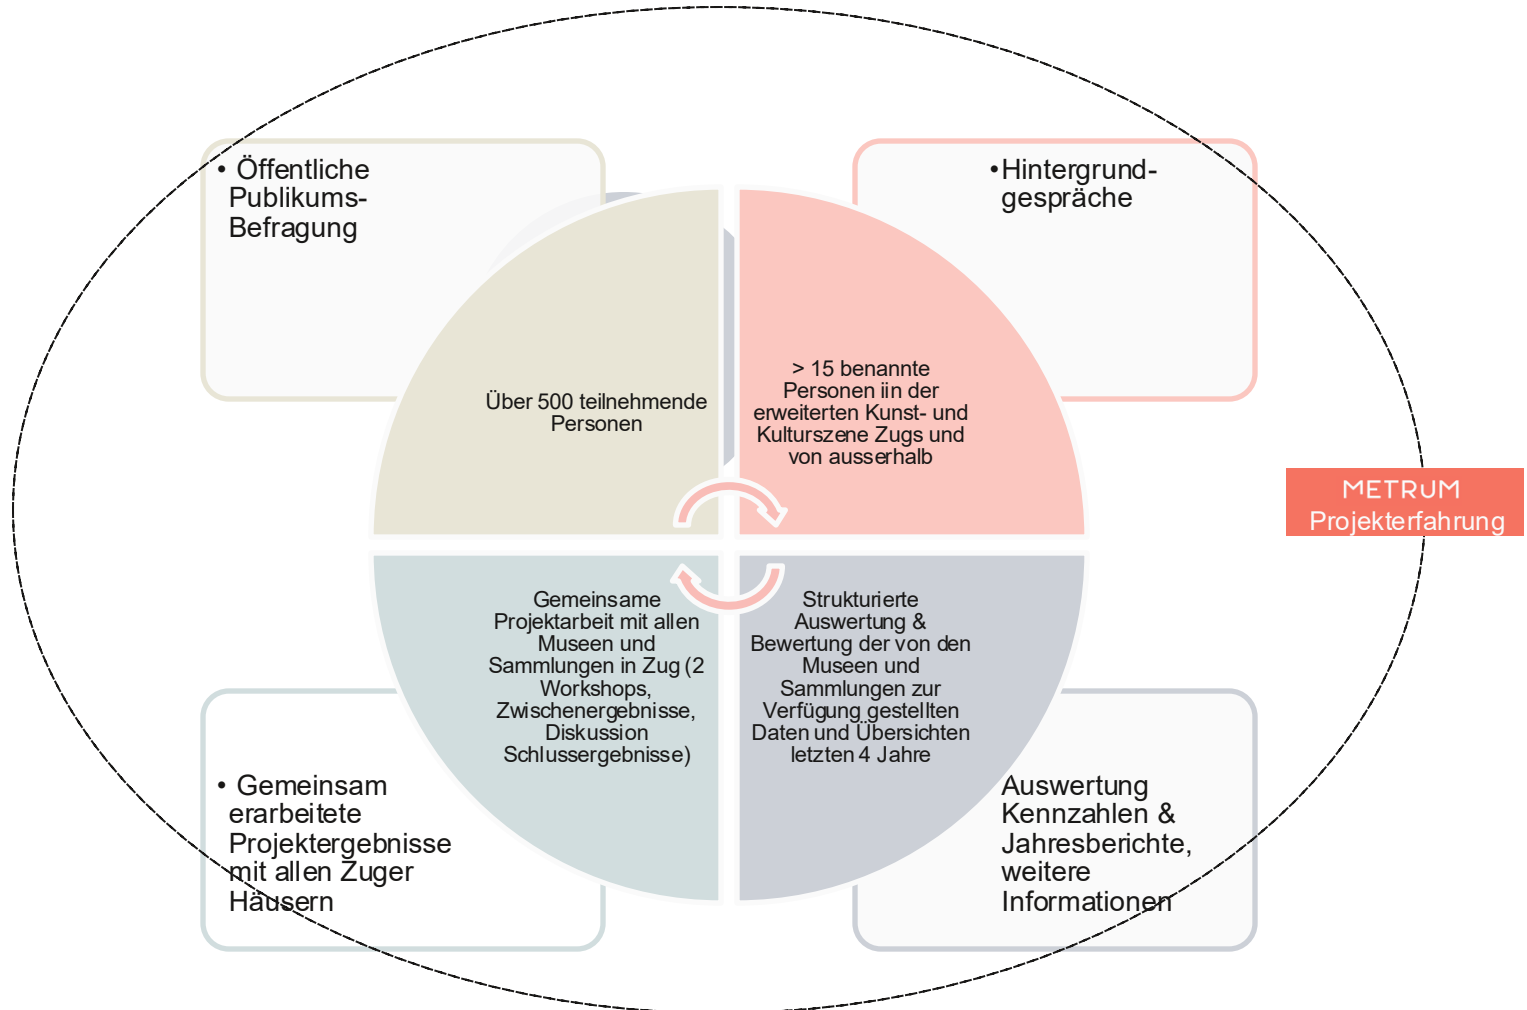 • Öffentliche
Publikums-
Befragung
•Hintergrund-
gespräche
Über 500 teilnehmende
Personen
> 15 benannte
Personen iin der
erweiterten Kunst- und
Kulturszene Zugs und
von ausserhalb
METRUM
Projekterfahrung
Gemeinsame
Projektarbeit mit allen
Museen und
Sammlungen in Zug (2
Workshops,
Zwischenergebnisse,
Diskussion
Schlussergebnisse)
Strukturierte
Auswertung &
Bewertung der von den
Museen und
Sammlungen zur
Verfügung gestellten
Daten und Übersichten
letzten 4 Jahre
• Gemeinsam
erarbeitete
Projektergebnisse
mit allen Zuger
Häusern
Auswertung
Kennzahlen &
Jahresberichte,
weitere
Informationen